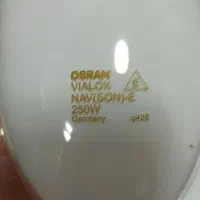 OSRAM
VIALOX
NAV(SON)-E
250W
Germany